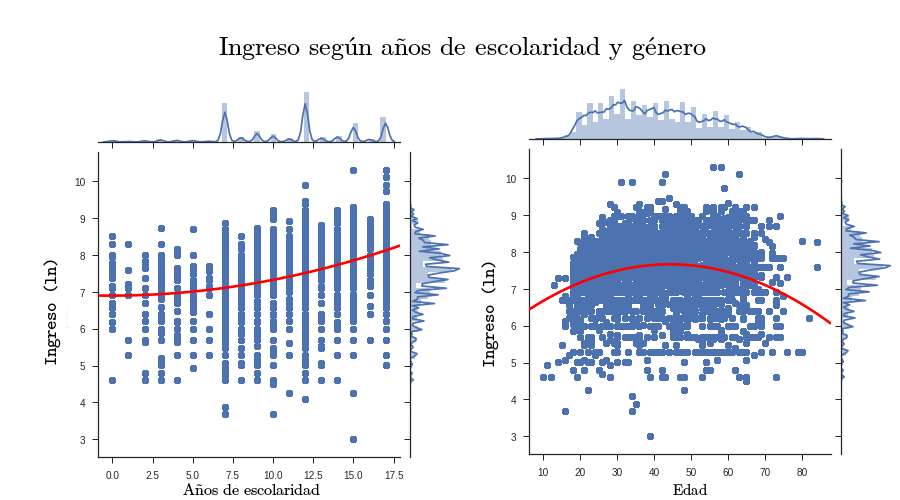 Ingreso según años de escolaridad y género
10
9
8
7
6
5
4
3
Ingreso (ln)
0.0 2.5 5.0 7.5 10.0 12.5 15.0 17.5
Años de escolaridad
10
9
8
7
6
5
4
3
Ingreso (ln)
10 20 30 40 50 60 70 80
Edad